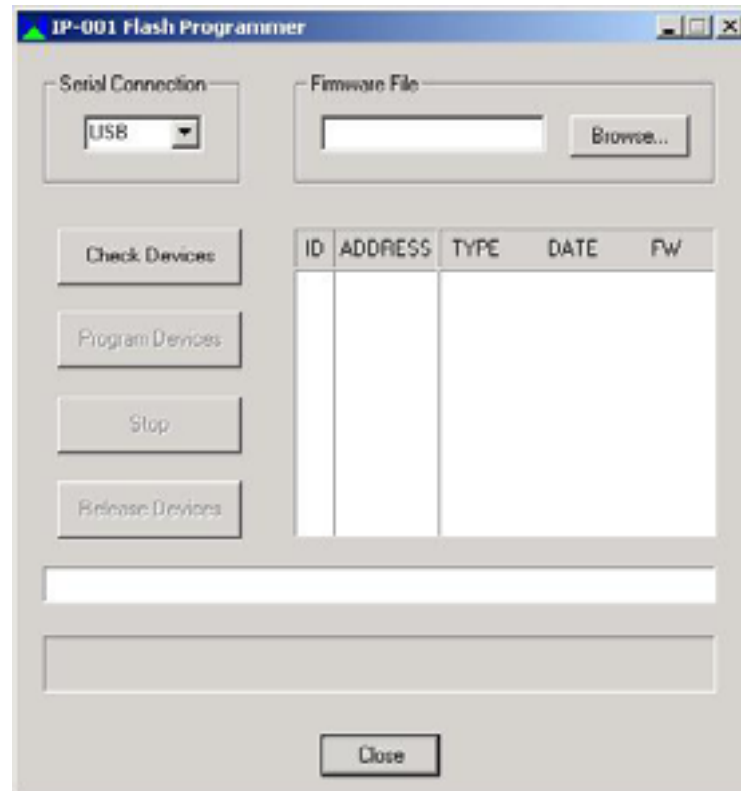 IP-001 Flash Programmer
Serial Connection
Firmware File
USB
Browse...
Check Devices
ID ADDRESS TYPE DATE FW
Program Devices
Stop
Release Devices
Close